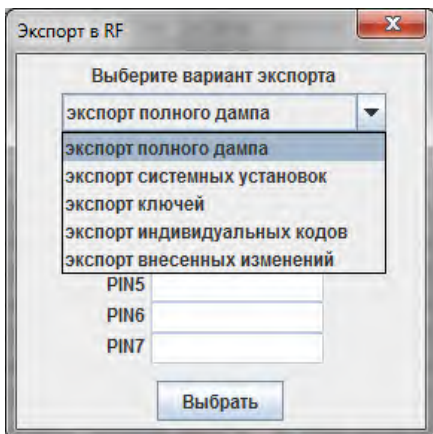 Экспорт в RF
Выберите вариант экспорта
экспорт полного дампа
экспорт полного дампа
экспорт системных установок
экспорт ключей
экспорт индивидуальных кодов
экспорт внесенных изменений
PIN5
PIN6
PIN7
Выбрать